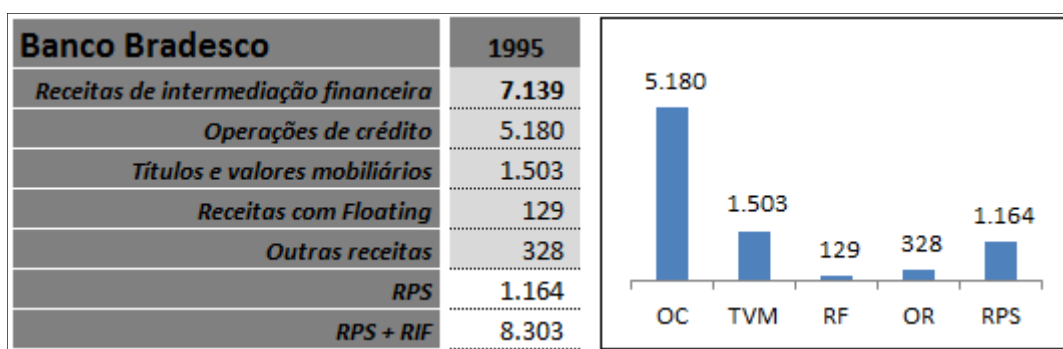 Banco Bradesco 1995
Receitas de intermediação financeira 7.139
Operações de crédito 5.180
Títulos e valores mobiliários 1.503
Receitas com Floating 129
Outras receitas 328
RPS 1.164
RPS + RIF 8.303
5.180
1.503
129
328
1.164
OC TVM RF OR RPS